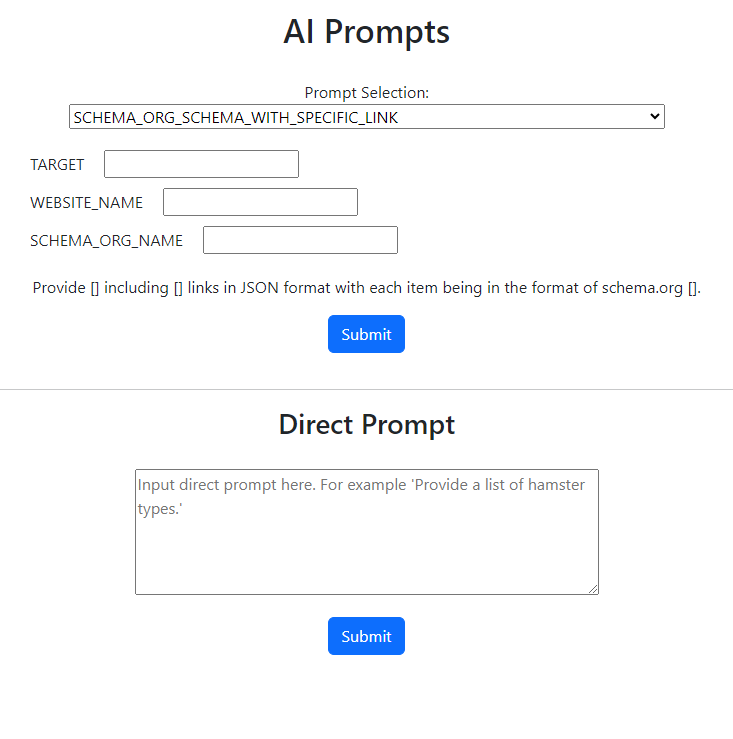 AI Prompts
Prompt Selection:
SCHEMA_ORG_SCHEMA_WITH_SPECIFIC_LINK
TARGET
WEBSITE_NAME
SCHEMA_ORG_NAME
Provide [] including [] links in JSON format with each item being in the format of schema.org [].
Submit
Direct Prompt
Input direct prompt here. For example 'Provide a list of hamster
types.'
Submit